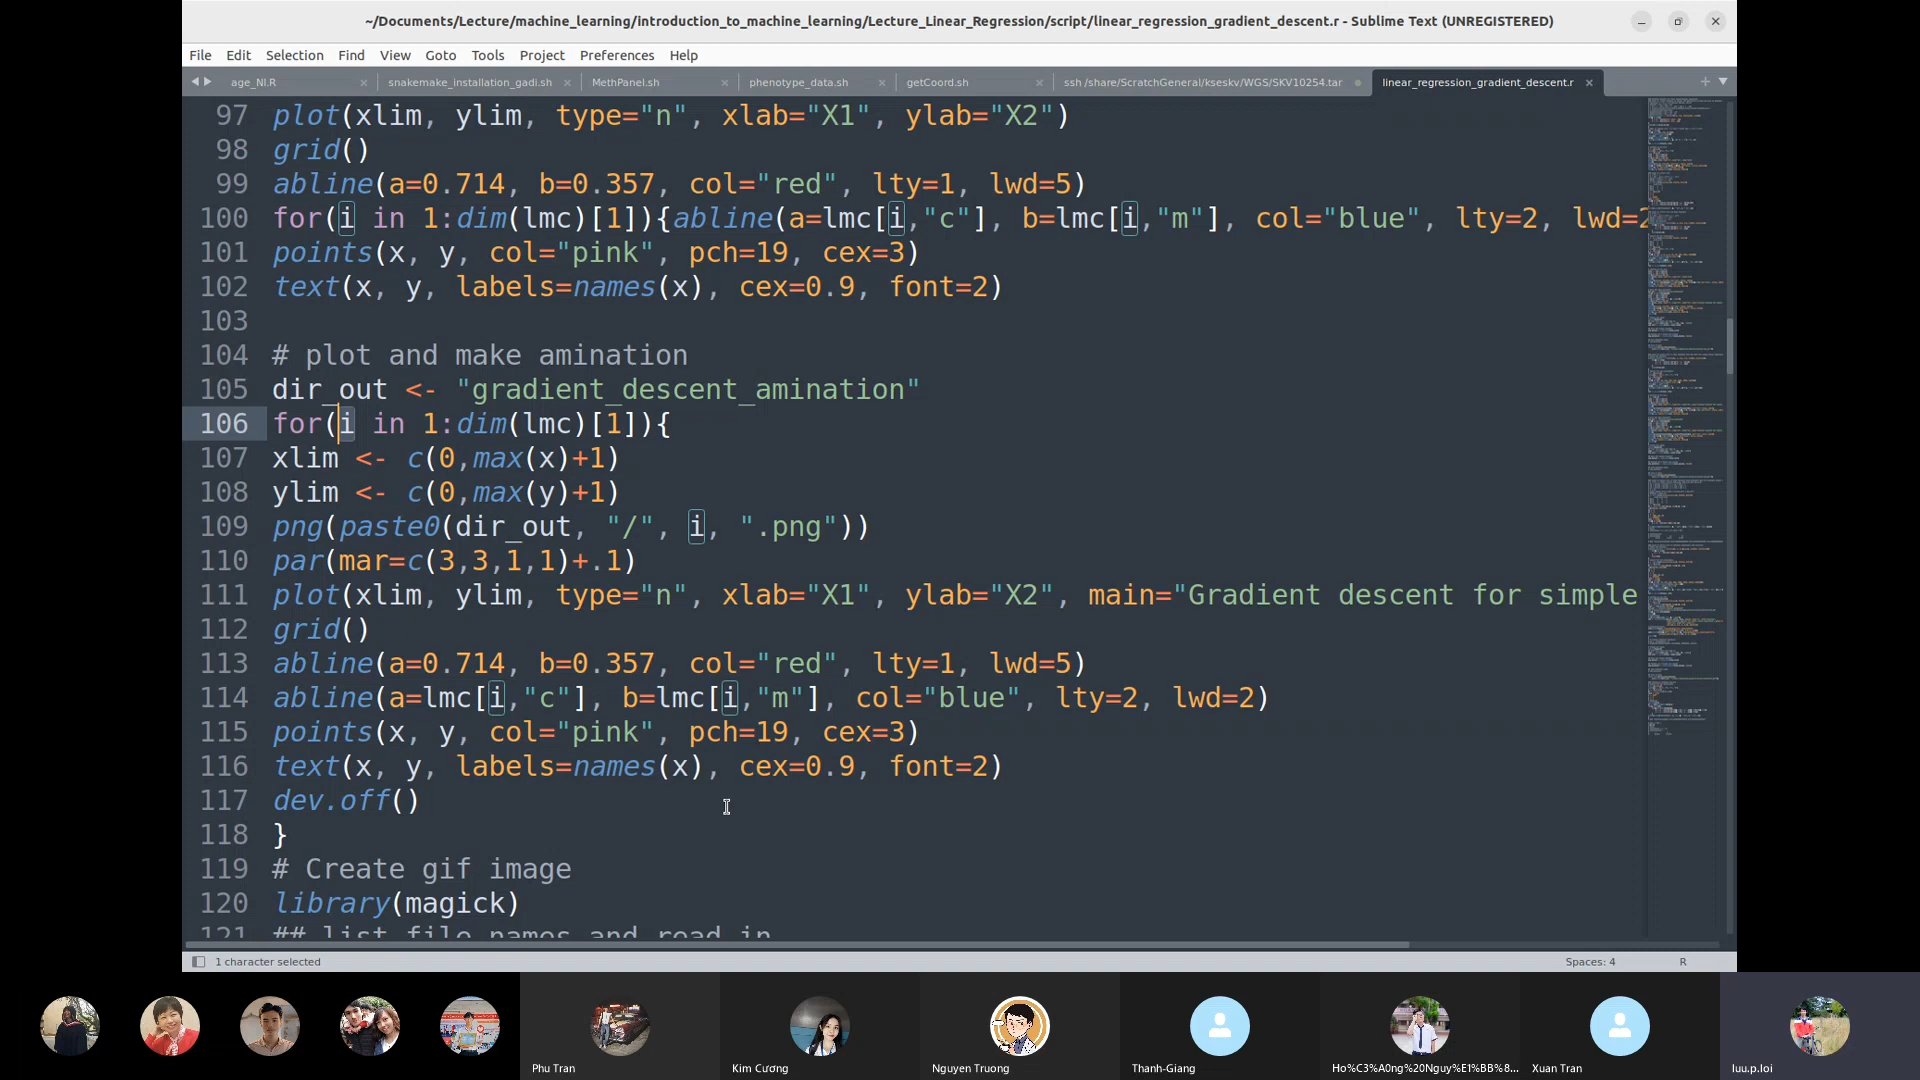 ~/Documents/Lecture/machine_learning/introduction_to_machine_learning/Lecture_Linear_Regression/script/linear_regression_gradient_descent.r - Sublime Text (UNREGISTERED)
File Edit Selection Find View Goto Tools Project Preferences Help
age_NI.R snakemake_installation_gadi.sh MethPanel.sh phenotype_data.sh getCoord.sh ssh /share/ScratchGeneral/kseskv/WGS/SKV10254.tar linear_regression_gradient_descent.r
97 plot(xlim, ylim, type="n", xlab="X1", ylab="X2")
98 grid()
99 abline(a=0.714, b=0.357, col="red", lty=1, lwd=5)
100 for(i in 1:dim(lmc)[1]){abline(a=lmc[i,"c"], b=lmc[i,"m"], col="blue", lty=2, lwd=2
101 points(x, y, col="pink", pch=19, cex=3)
102 text(x, y, labels=names(x), cex=0.9, font=2)
103
104 # plot and make amination
105 dir_out <- "gradient_descent_amination"
106 for(i in 1:dim(lmc)[1]){
107 xlim <- c(0,max(x)+1)
108 ylim <- c(0,max(y)+1)
109 png(paste0(dir_out, "/", i, ".png"))
110 par(mar=c(3,3,1,1)+.1)
111 plot(xlim, ylim, type="n", xlab="X1", ylab="X2", main="Gradient descent for simple
112 grid()
113 abline(a=0.714, b=0.357, col="red", lty=1, lwd=5)
114 abline(a=lmc[i,"c"], b=lmc[i,"m"], col="blue", lty=2, lwd=2)
115 points(x, y, col="pink", pch=19, cex=3)
116 text(x, y, labels=names(x), cex=0.9, font=2)
117 dev.off()
118 }
119 # Create gif image
120 library(magick)
121 ## list file names and read in
1 character selected Spaces: 4 R
Phu Tran Kim Cương Nguyen Truong Thanh-Giang Ho%C3%A0ng%20Nguy%E1%BB%8... Xuan Tran luu.p.loi